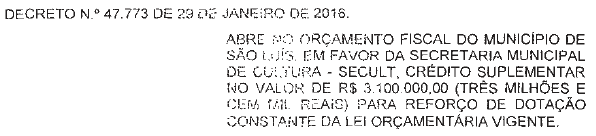 DECRETO N.º 47.773 DE 29 DE JANEIRO DE 2016.
ABRE NO ORÇAMENTO FISCAL DO MUNICÍPIO DE
SÃO LUÍS, EM FAVOR DA SECRETARIA MUNICIPAL
DE CULTURA - SECULT, CRÉDITO SUPLEMENTAR
NO VALOR DE R$ 3.100.000,00 (TRÊS MILHÕES E
CEM MIL REAIS) PARA REFORÇO DE DOTAÇÃO
CONSTANTE DA LEI ORÇAMENTÁRIA VIGENTE.